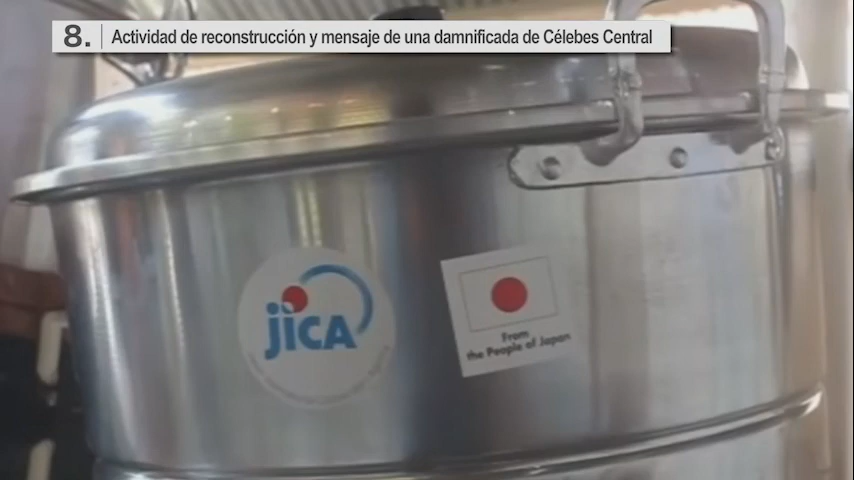 8. Actividad de reconstrucción y mensaje de una damnificada de Célebes Central
jICA
From
the People of Japan